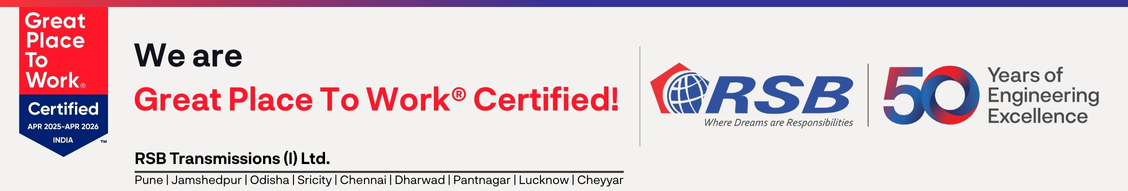 Great
Place
To
Work®
Certified
APR 2025-APR 2026
INDIA
™
We are
Great Place To Work® Certified!
RSB Transmissions (I) Ltd.
Pune | Jamshedpur | Odisha | Sricity | Chennai | Dharwad | Pantnagar | Lucknow | Cheyyar
RSB
Where Dreams are Responsibilities
50
Years of
Engineering
Excellence